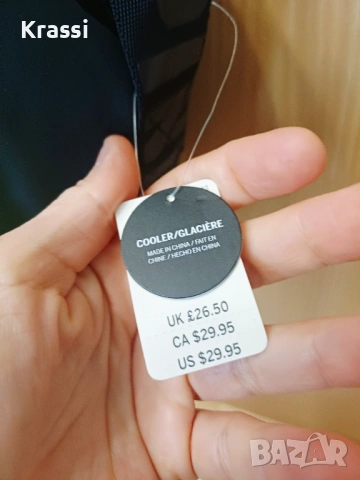 Krassi
COOLER/GLACIÈRE
MADE IN CHINA / FAIT EN
CHINE / HECHO EN CHINA
UK £26.50
CA $29.95
US $29.95
BAZAR